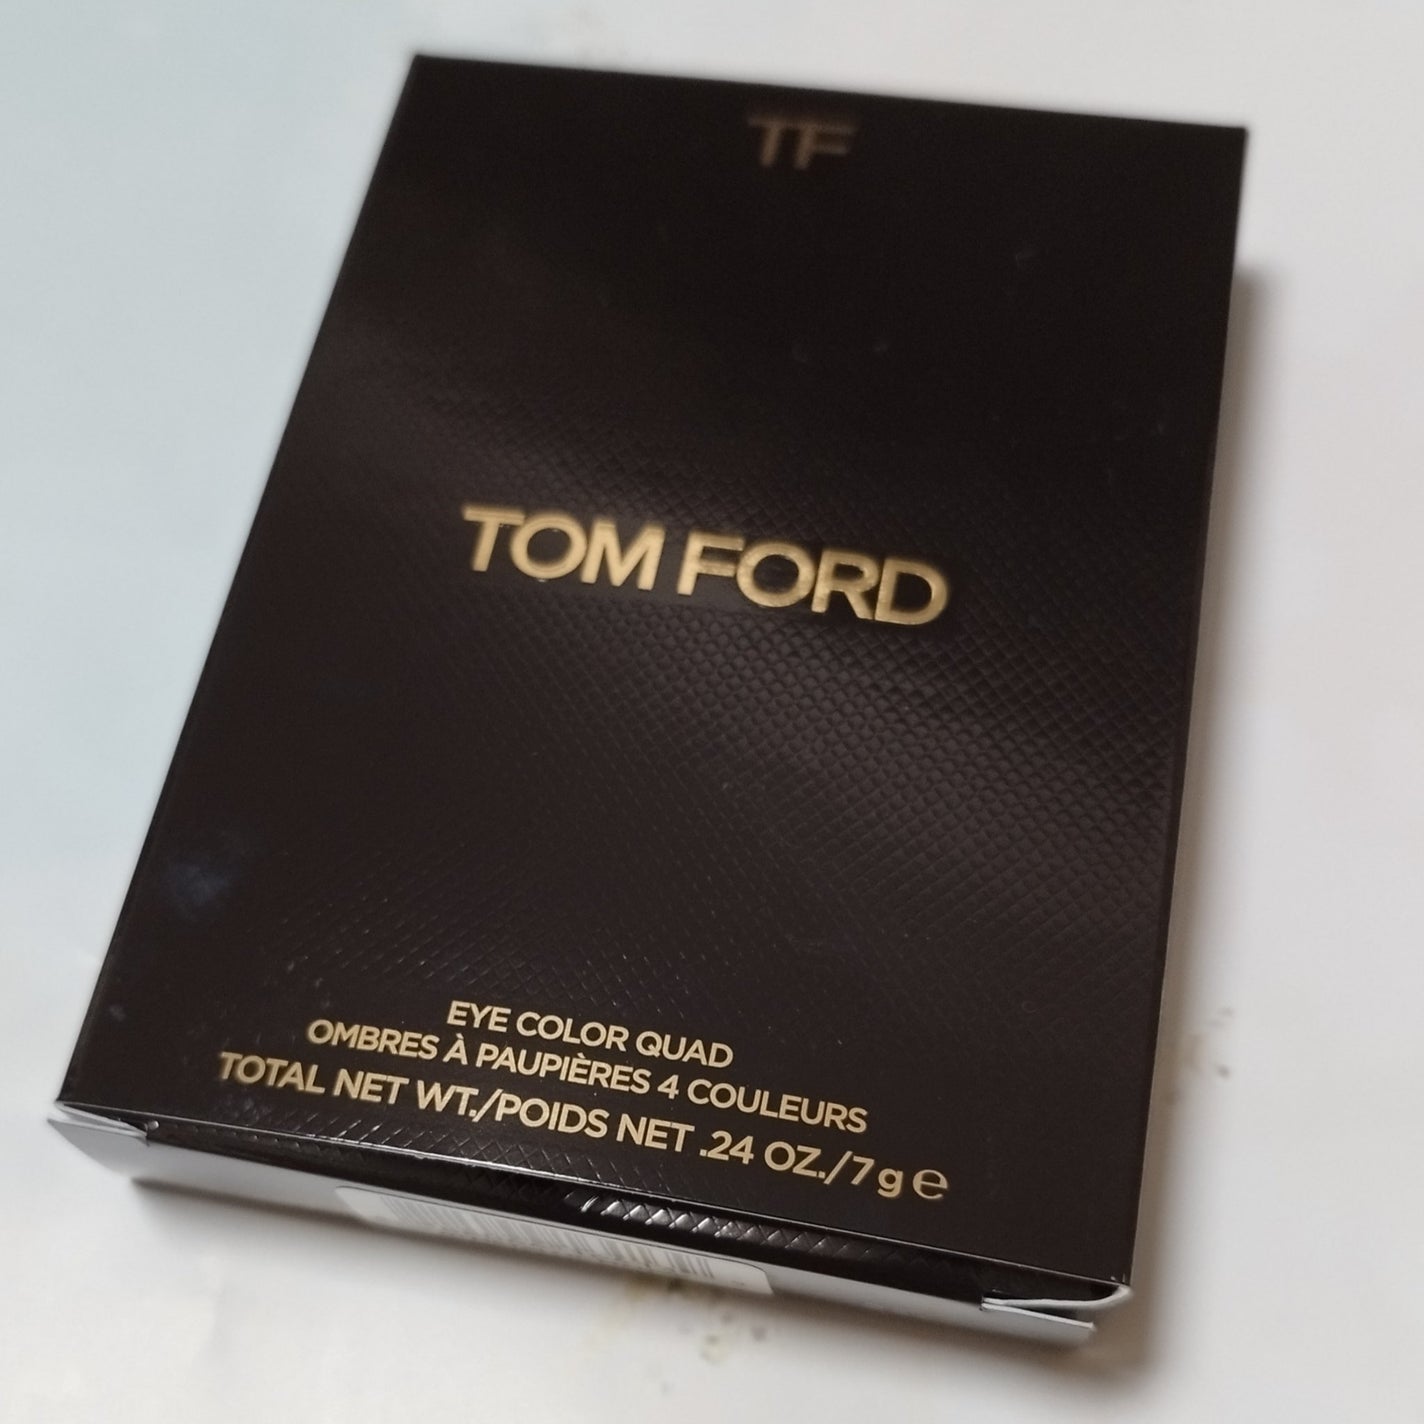 TF
TOM FORD
EYE COLOR QUAD
OMBRES À PAUPIÈRES 4 COULEURS
TOTAL NET WT./POIDS NET .24 OZ./7 g ℮